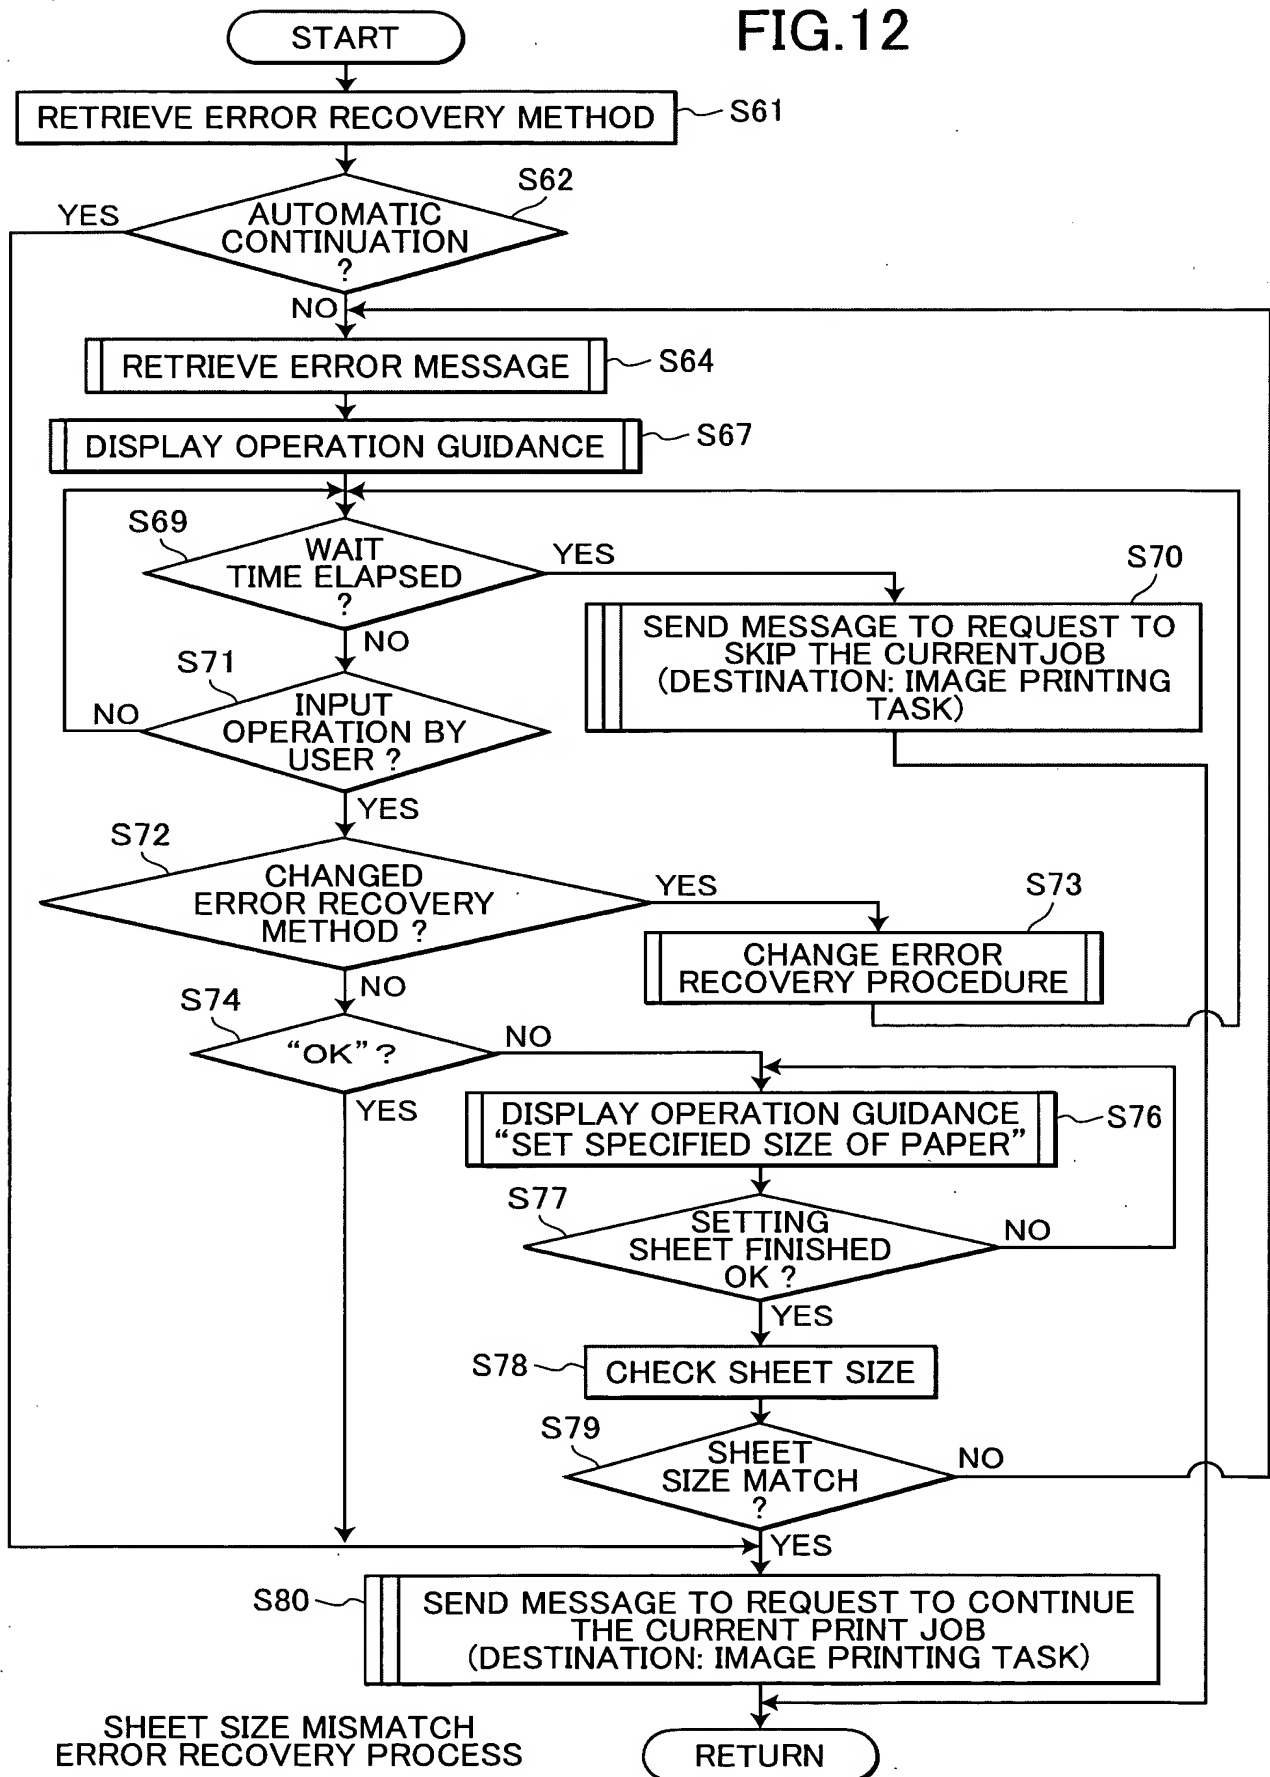 FIG.12
START
RETRIEVE ERROR RECOVERY METHOD
S61
S62
YES
AUTOMATIC
CONTINUATION
?
NO
RETRIEVE ERROR MESSAGE
S64
DISPLAY OPERATION GUIDANCE
S67
S69
WAIT
TIME ELAPSED
?
YES
S70
SEND MESSAGE TO REQUEST TO
SKIP THE CURRENTJOB
(DESTINATION: IMAGE PRINTING
TASK)
NO
S71
NO
INPUT
OPERATION BY
USER ?
YES
S72
CHANGED
ERROR RECOVERY
METHOD ?
YES
S73
CHANGE ERROR
RECOVERY PROCEDURE
NO
S74
“OK” ?
NO
YES
DISPLAY OPERATION GUIDANCE
“SET SPECIFIED SIZE OF PAPER”
S76
S77
SETTING
SHEET FINISHED
OK ?
NO
YES
S78
CHECK SHEET SIZE
S79
SHEET
SIZE MATCH
?
NO
YES
S80
SEND MESSAGE TO REQUEST TO CONTINUE
THE CURRENT PRINT JOB
(DESTINATION: IMAGE PRINTING TASK)
SHEET SIZE MISMATCH
ERROR RECOVERY PROCESS
RETURN